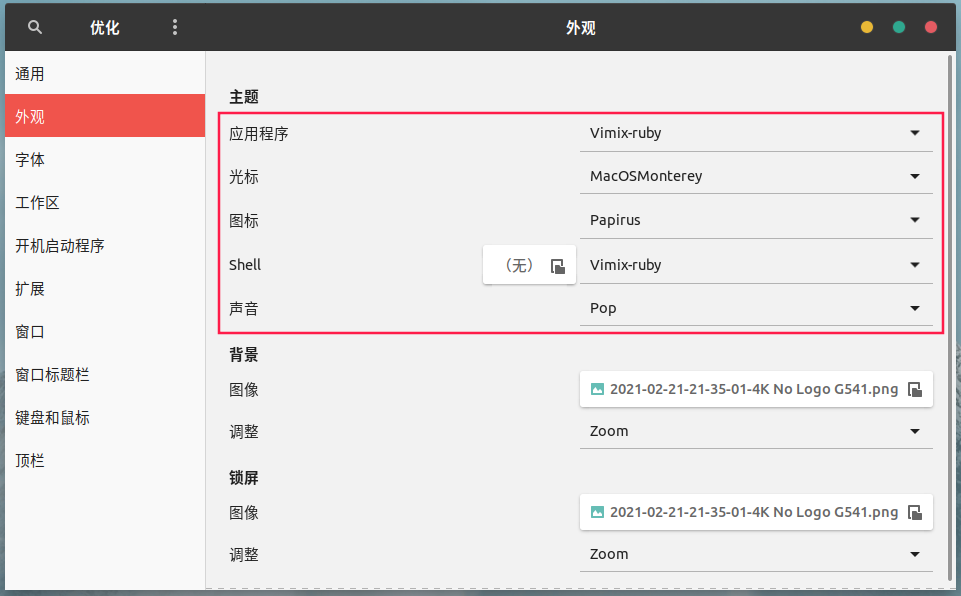 优化
外观
通用
外观
字体
工作区
开机启动程序
扩展
窗口
窗口标题栏
键盘和鼠标
顶栏
主题
应用程序 Vimix-ruby
光标 MacOSMonterey
图标 Papirus
Shell （无） Vimix-ruby
声音 Pop
背景
图像 2021-02-21-21-35-01-4K No Logo G541.png
调整 Zoom
锁屏
图像 2021-02-21-21-35-01-4K No Logo G541.png
调整 Zoom